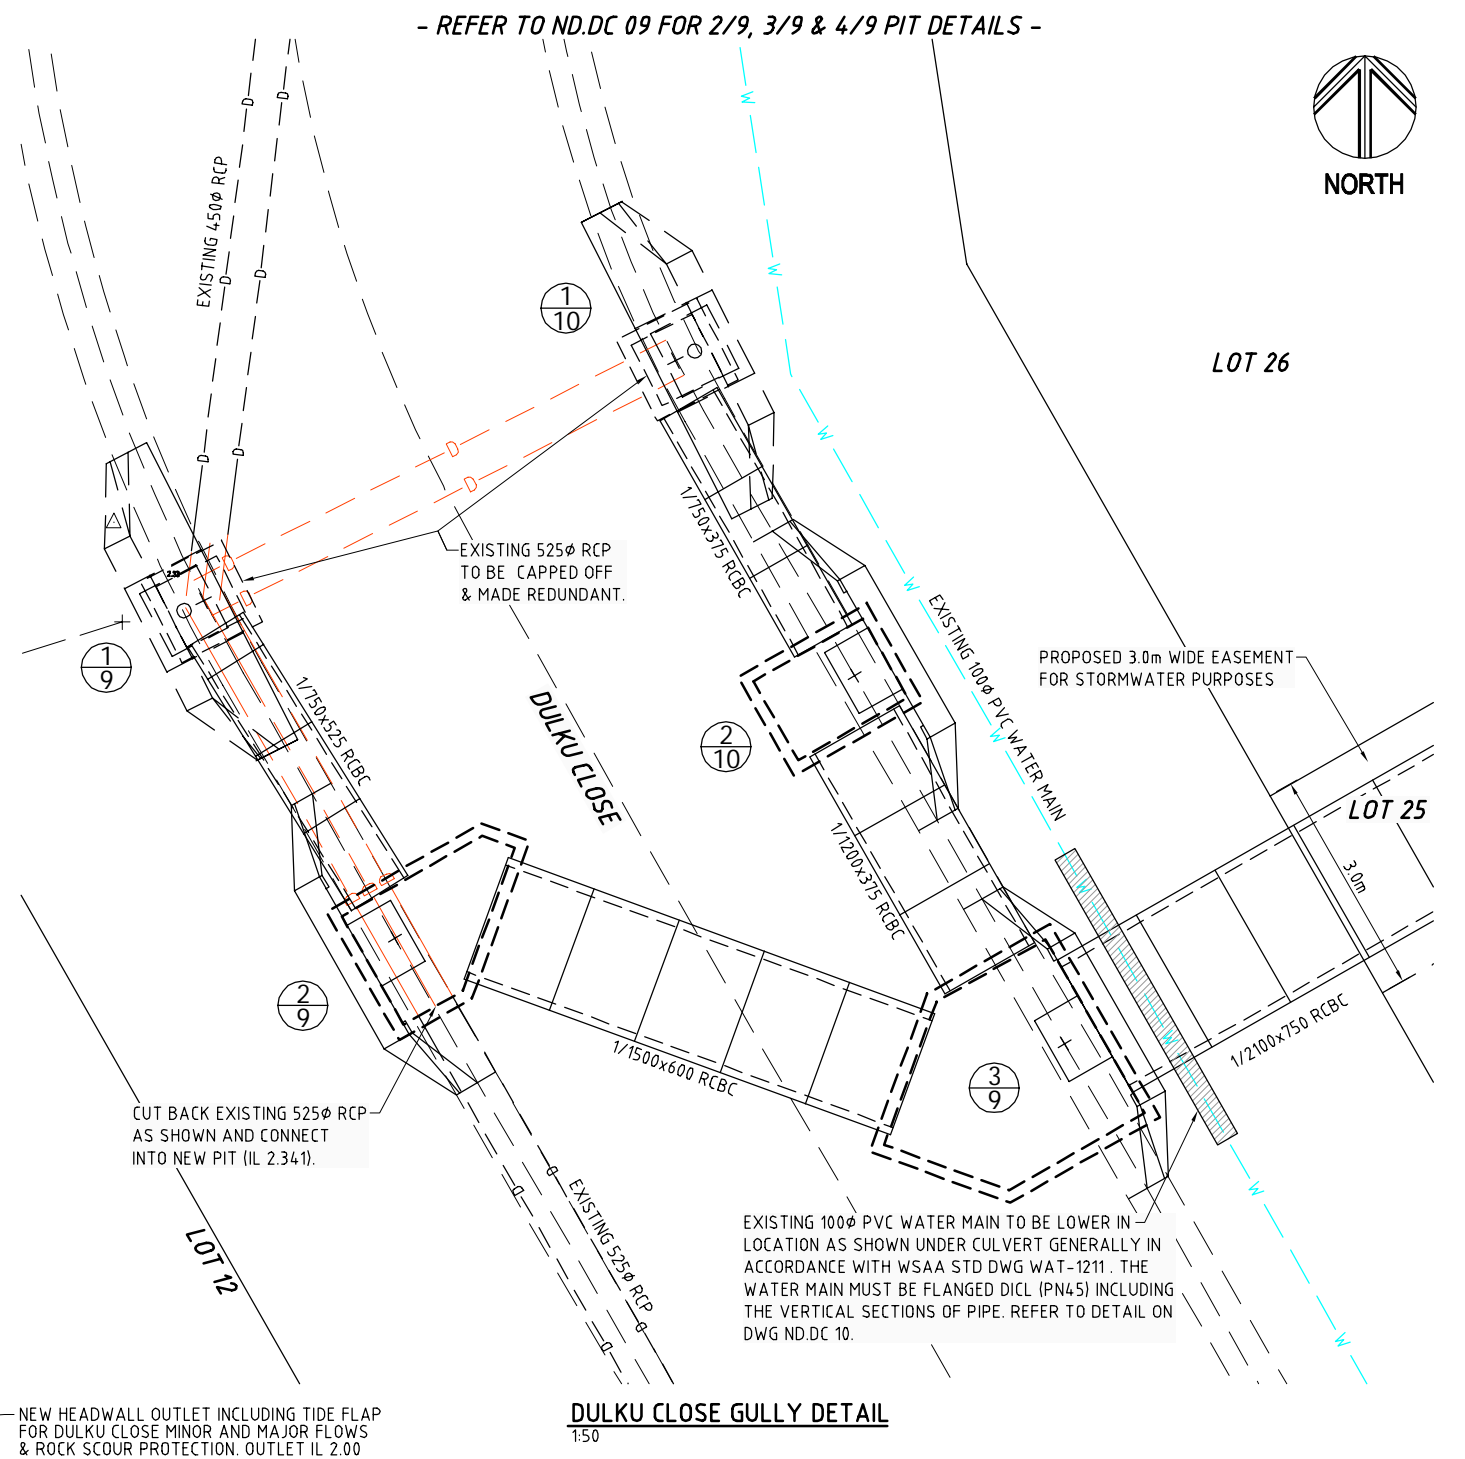 - REFER TO ND.DC 09 FOR 2/9, 3/9 & 4/9 PIT DETAILS -
NORTH
EXISTING 450Ø RCP
D
D
D
D
D
D
W
W
W
W
W
W
W
W
W
1
10
LOT 26
D
D
D
D
1/750x375 RCBC
EXISTING 525Ø RCP
TO BE CAPPED OFF
& MADE REDUNDANT.
2.33
1
9
EXISTING 100Ø PVC WATER MAIN
PROPOSED 3.0m WIDE EASEMENT
FOR STORMWATER PURPOSES
1/750x525 RCBC
DULKU CLOSE
2
10
LOT 25
3.0m
1/1200x375 RCBC
D
D
D
2
9
1/1500x600 RCBC
1/2100x750 RCBC
3
9
CUT BACK EXISTING 525Ø RCP
AS SHOWN AND CONNECT
INTO NEW PIT (IL 2.341).
D
D
D
D
EXISTING 525Ø RCP
LOT 12
EXISTING 100Ø PVC WATER MAIN TO BE LOWER IN
LOCATION AS SHOWN UNDER CULVERT GENERALLY IN
ACCORDANCE WITH WSAA STD DWG WAT-1211 . THE
WATER MAIN MUST BE FLANGED DICL (PN45) INCLUDING
THE VERTICAL SECTIONS OF PIPE. REFER TO DETAIL ON
DWG ND.DC 10.
NEW HEADWALL OUTLET INCLUDING TIDE FLAP
FOR DULKU CLOSE MINOR AND MAJOR FLOWS
& ROCK SCOUR PROTECTION. OUTLET IL 2.00
DULKU CLOSE GULLY DETAIL
1:50